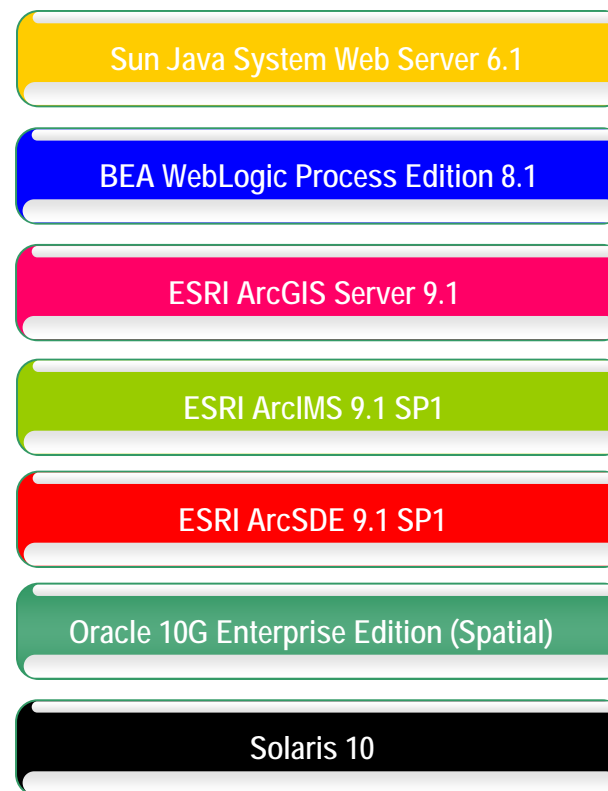 Sun Java System Web Server 6.1
BEA WebLogic Process Edition 8.1
ESRI ArcGIS Server 9.1
ESRI ArcIMS 9.1 SP1
ESRI ArcSDE 9.1 SP1
Oracle 10G Enterprise Edition (Spatial)
Solaris 10